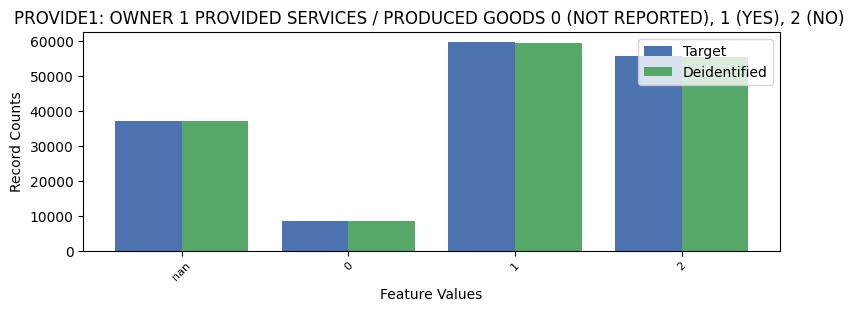 PROVIDE1: OWNER 1 PROVIDED SERVICES / PRODUCED GOODS 0 (NOT REPORTED), 1 (YES), 2 (NO)
Target
Deidentified
60000
50000
40000
30000
20000
10000
0
Record Counts
nan
0
1
2
Feature Values